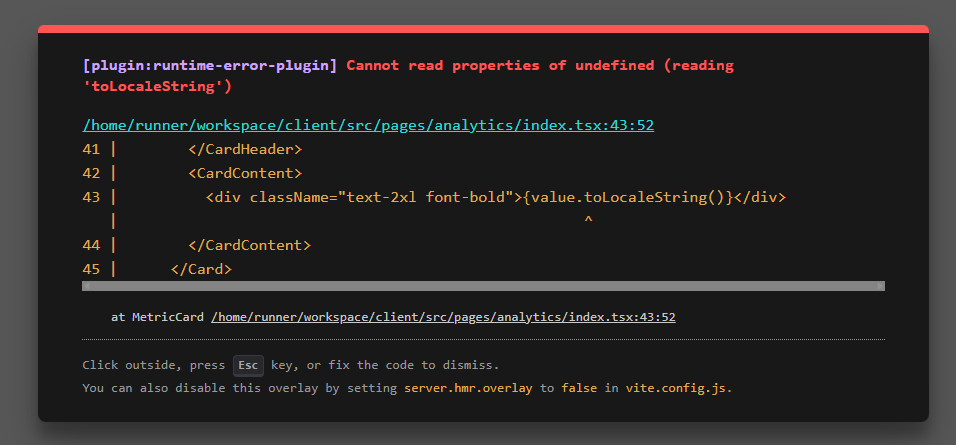 [plugin:runtime-error-plugin] Cannot read properties of undefined (reading
'toLocaleString')
/home/runner/workspace/client/src/pages/analytics/index.tsx:43:52
41 |        </CardHeader>
42 |        <CardContent>
43 |          <div className="text-2xl font-bold">{value.toLocaleString()}</div>
   |                                                    ^
44 |        </CardContent>
45 |      </Card>
at MetricCard /home/runner/workspace/client/src/pages/analytics/index.tsx:43:52
Click outside, press Esc key, or fix the code to dismiss.
You can also disable this overlay by setting server.hmr.overlay to false in vite.config.js.